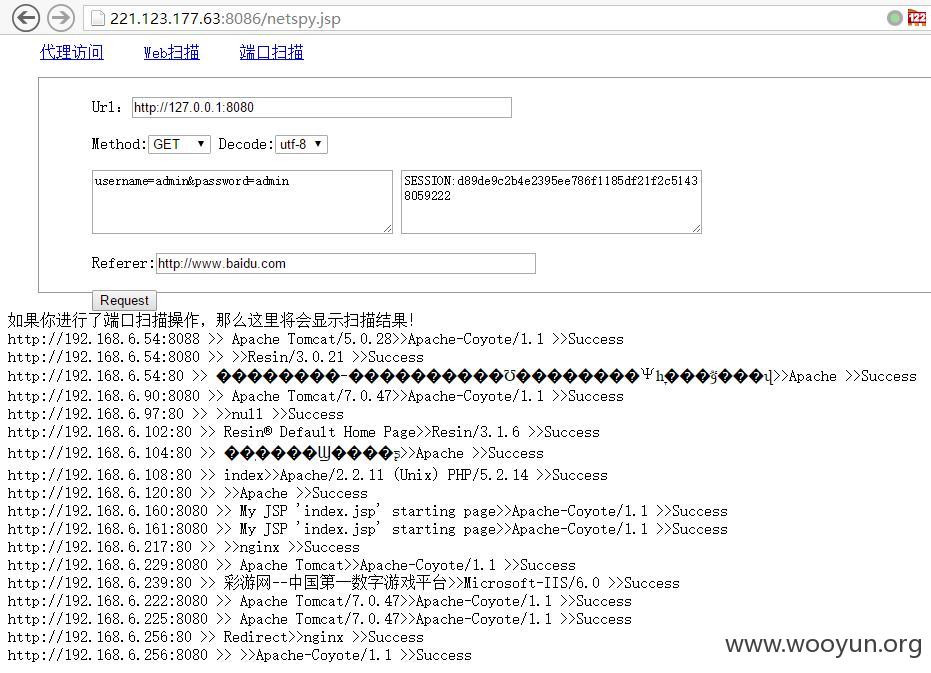 221.123.177.63:8086/netspy.jsp
122
代理访问 Web扫描 端口扫描
Url: http://127.0.0.1:8080
Method: GET Decode: utf-8
username=admin&password=admin
SESSION:d89de9c2b4e2395ee786f1185df21f2c5143
8059222
Referer: http://www.baidu.com
Request
如果你进行了端口扫描操作，那么这里将会显示扫描结果！
http://192.168.6.54:8088 >> Apache Tomcat/5.0.28>>Apache-Coyote/1.1 >>Success
http://192.168.6.54:8080 >> >>Resin/3.0.21 >>Success
http://192.168.6.54:80 >> >>Apache >>Success
http://192.168.6.90:8080 >> Apache Tomcat/7.0.47>>Apache-Coyote/1.1 >>Success
http://192.168.6.97:80 >> >>null >>Success
http://192.168.6.102:80 >> Resin® Default Home Page>>Resin/3.1.6 >>Success
http://192.168.6.104:80 >> >>Apache >>Success
http://192.168.6.108:80 >> index>>Apache/2.2.11 (Unix) PHP/5.2.14 >>Success
http://192.168.6.120:80 >> >>Apache >>Success
http://192.168.6.160:8080 >> My JSP 'index.jsp' starting page>>Apache-Coyote/1.1 >>Success
http://192.168.6.161:8080 >> My JSP 'index.jsp' starting page>>Apache-Coyote/1.1 >>Success
http://192.168.6.217:80 >> >>nginx >>Success
http://192.168.6.229:8080 >> Apache Tomcat>>Apache-Coyote/1.1 >>Success
http://192.168.6.239:80 >> 彩游网--中国第一数字游戏平台>>Microsoft-IIS/6.0 >>Success
http://192.168.6.222:8080 >> Apache Tomcat/7.0.47>>Apache-Coyote/1.1 >>Success
http://192.168.6.225:8080 >> Apache Tomcat/7.0.47>>Apache-Coyote/1.1 >>Success
http://192.168.6.256:80 >> Redirect>>nginx >>Success
http://192.168.6.256:8080 >> >>Apache-Coyote/1.1 >>Success
www.wooyun.org